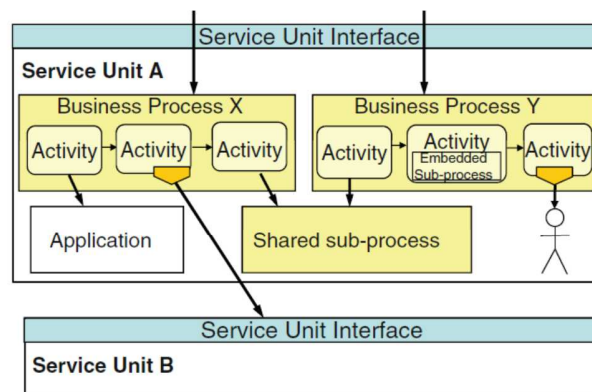 Service Unit Interface
Service Unit A
Business Process X
Business Process Y
Activity
Activity
Activity
Activity
Activity
Embedded
Sub-process
Activity
Application
Shared sub-process
Service Unit Interface
Service Unit B